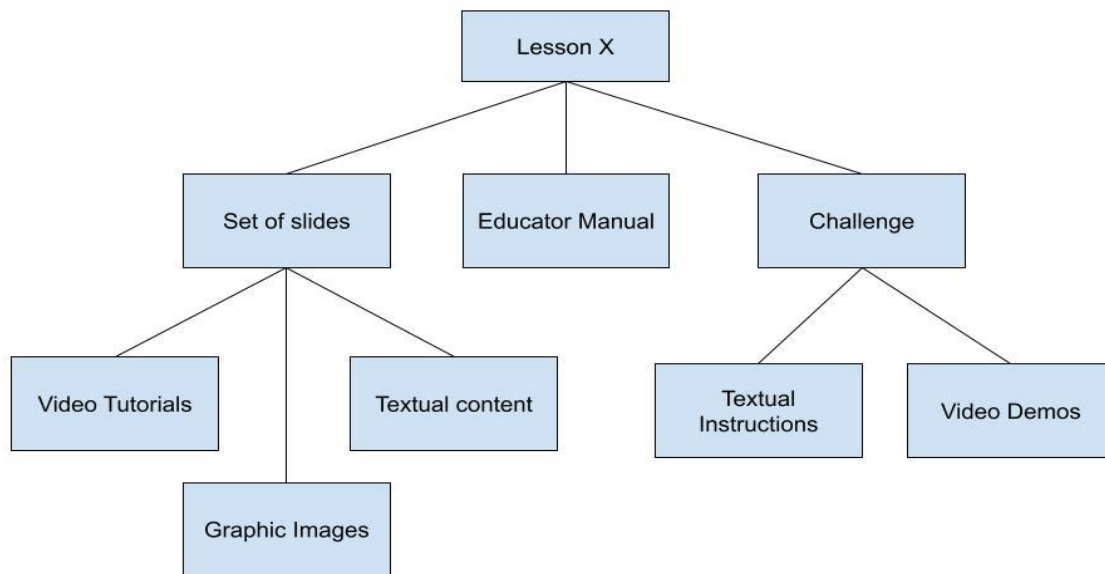 Lesson X
Set of slides
Educator Manual
Challenge
Video Tutorials
Textual content
Textual
Instructions
Video Demos
Graphic Images